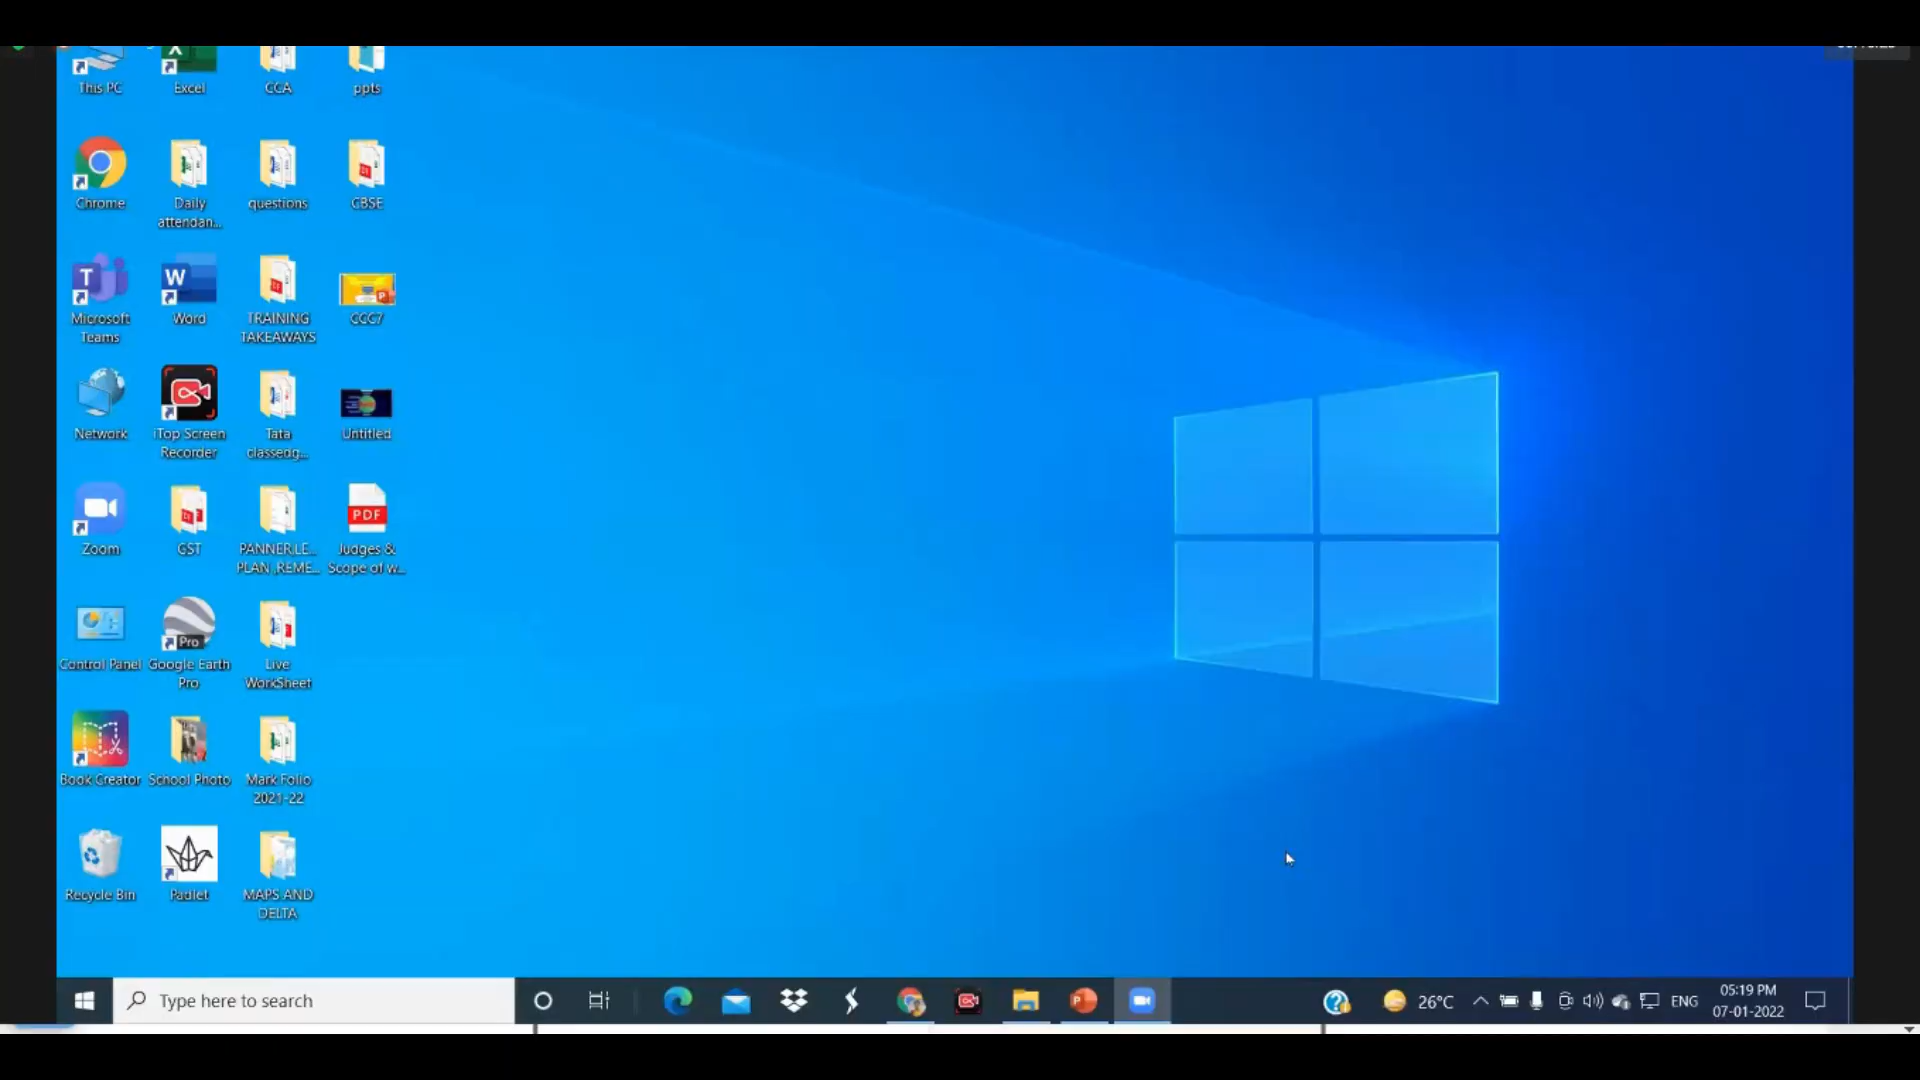 This PC
Excel
CCA
ppts
Chrome
Daily
attendan...
questions
CBSE
T
Microsoft
Teams
W
Word
TRAINING
TAKEAWAYS
P
CCC7
Network
iTop Screen
Recorder
Tata
classedg...
Untitled
Zoom
GST
PANNER,LE...
PLAN ,REME...
PDF
Judges &
Scope of w...
Control Panel
Pro
Google Earth
Pro
Live
WorkSheet
Book Creator
School Photo
Mark Folio
2021-22
Recycle Bin
Padlet
MAPS AND
DELTA
Type here to search
P
26°C
ENG
05:19 PM
07-01-2022